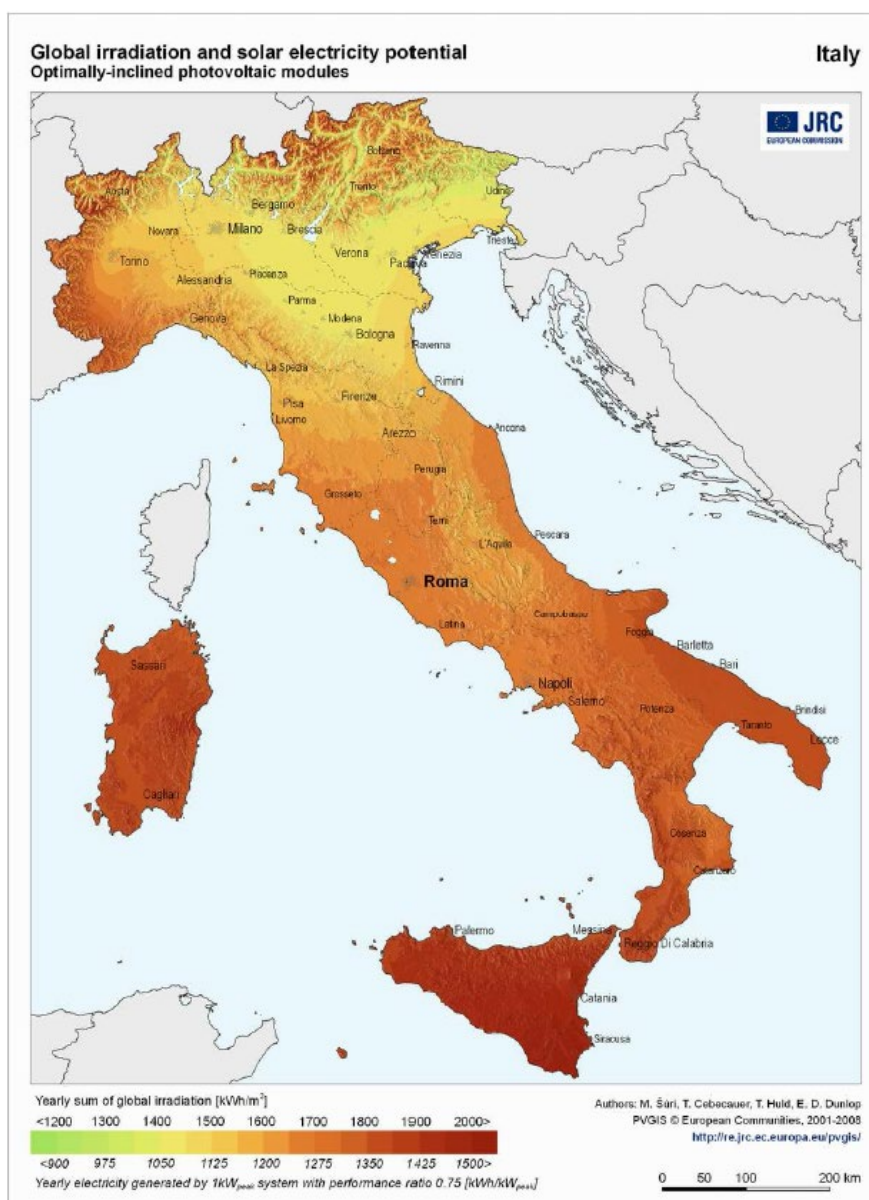 Global irradiation and solar electricity potential
Optimally-inclined photovoltaic modules
Italy
JRC
EUROPEAN COMMISSION
Bolzano
Aosta
Trento
Udine
Bergamo
Novara
Milano
Brescia
Trieste
Verona
Venezia
Padova
Torino
Alessandria
Piacenza
Parma
Genova
Modena
Bologna
Ravenna
La Spezia
Rimini
Firenze
Pisa
Livorno
Ancona
Arezzo
Perugia
Grosseto
Terni
L'Aquila
Pescara
Roma
Campobasso
Latina
Foggia
Barletta
Sassari
Bari
Napoli
Salerno
Potenza
Brindisi
Taranto
Lecce
Cagliari
Cosenza
Catanzaro
Palermo
Messina
Reggio Di Calabria
Catania
Siracusa
Yearly sum of global irradiation [kWh/m²]
<1200 1300 1400 1500 1600 1700 1800 1900 2000>
<900 975 1050 1125 1200 1275 1350 1425 1500>
Yearly electricity generated by 1kWpeak system with performance ratio 0.75 [kWh/kWpeak]
Authors: M. Šúri, T. Cebecauer, T. Huld, E. D. Dunlop
PVGIS © European Communities, 2001-2008
http://re.jrc.ec.europa.eu/pvgis/
0 50 100 200 km